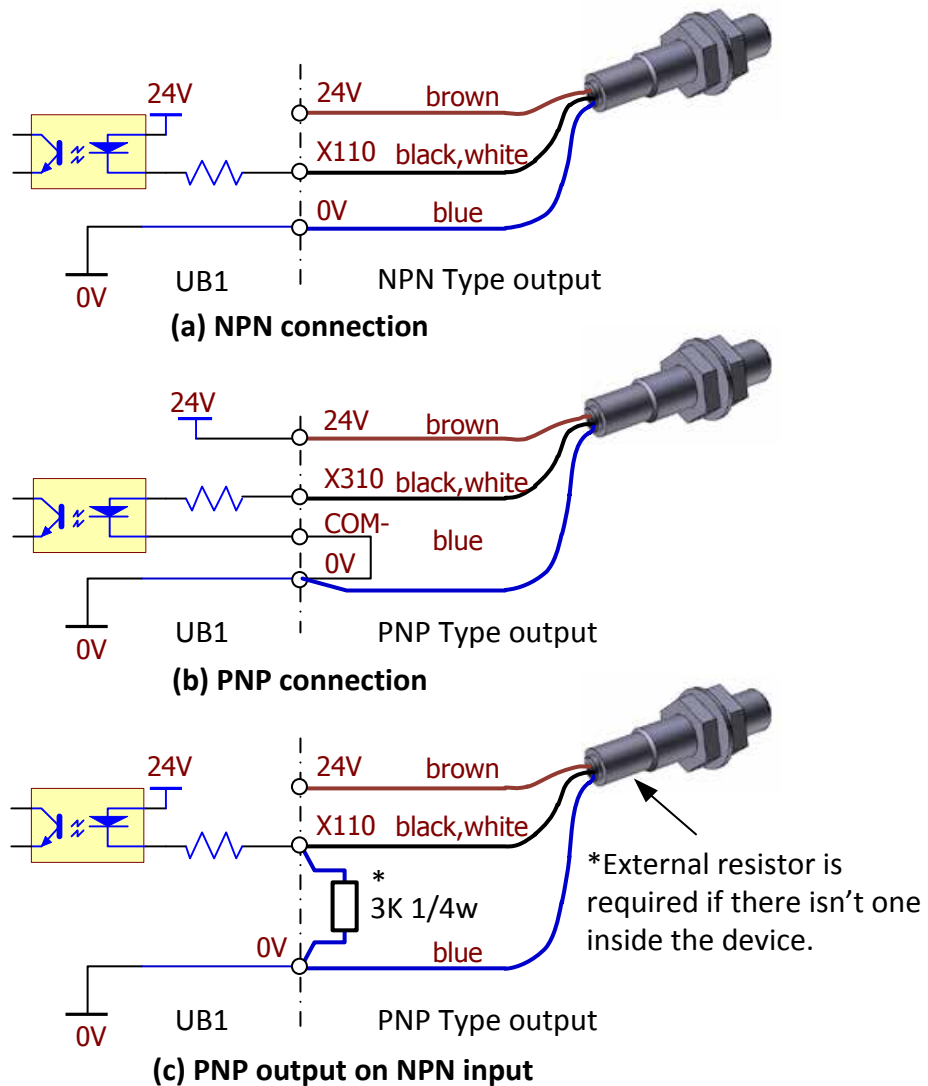 24V
24V brown
X110 black,white
0V blue
0V
UB1 NPN Type output
(a) NPN connection
24V
24V brown
X310 black,white
COM-
blue
0V
0V
UB1 PNP Type output
(b) PNP connection
24V
24V brown
X110 black,white
*
3K 1/4w
*External resistor is
required if there isn't one
inside the device.
0V blue
0V
UB1 PNP Type output
(c) PNP output on NPN input